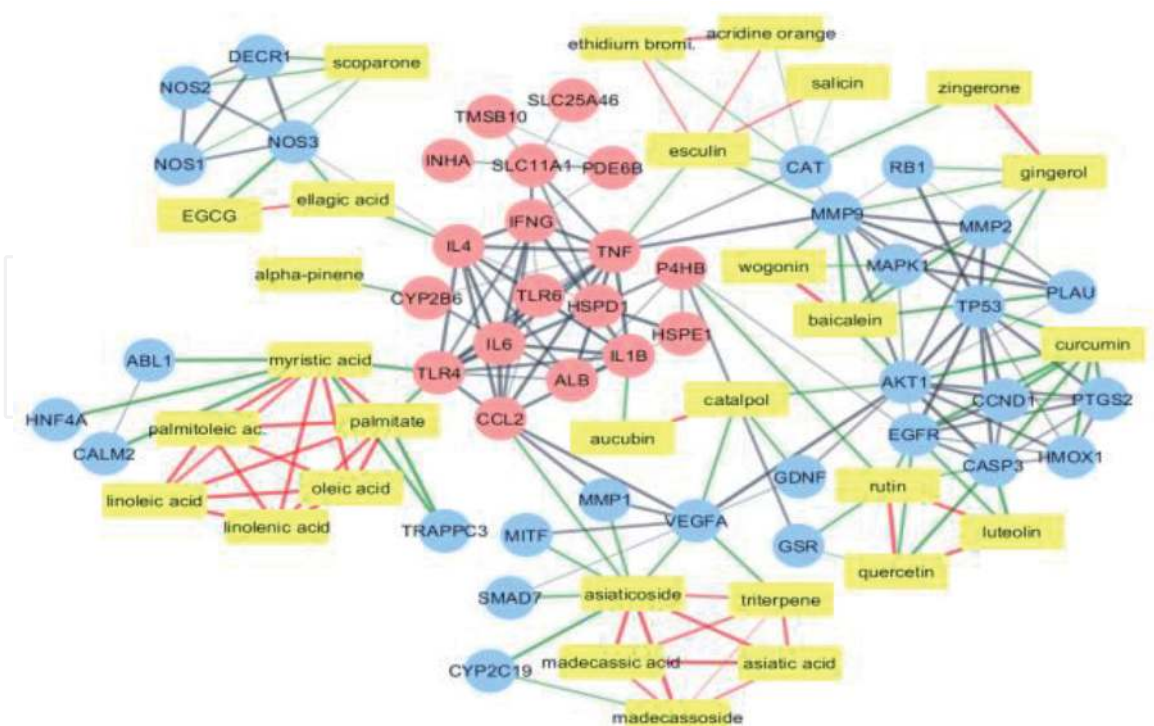 ethidium bromi.
acridine orange
DECR1
scoparone
NOS2
salicin
zingerone
SLC25A46
TMSB10
NOS1
NOS3
INHA
SLC11A1
PDE6B
esculin
CAT
RB1
gingerol
EGCG
ellagic acid
IFNG
MMP9
MMP2
IL4
TNF
alpha-pinene
CYP2B6
TLR6
HSPD1
P4HB
wogonin
MAPK1
TP53
PLAU
baicalein
HSPE1
IL6
IL1B
curcumin
ABL1
myristic acid
TLR4
ALB
AKT1
CCND1
PTGS2
catalpol
HNF4A
palmitoleic ac.
palmitate
CCL2
aucubin
EGFR
CALM2
CASP3
HMOX1
linoleic acid
oleic acid
GDNF
rutin
linolenic acid
TRAPPC3
MMP1
VEGFA
MITF
GSR
luteolin
quercetin
SMAD7
asiaticoside
triterpene
CYP2C19
madecassic acid
asiatic acid
madecassoside